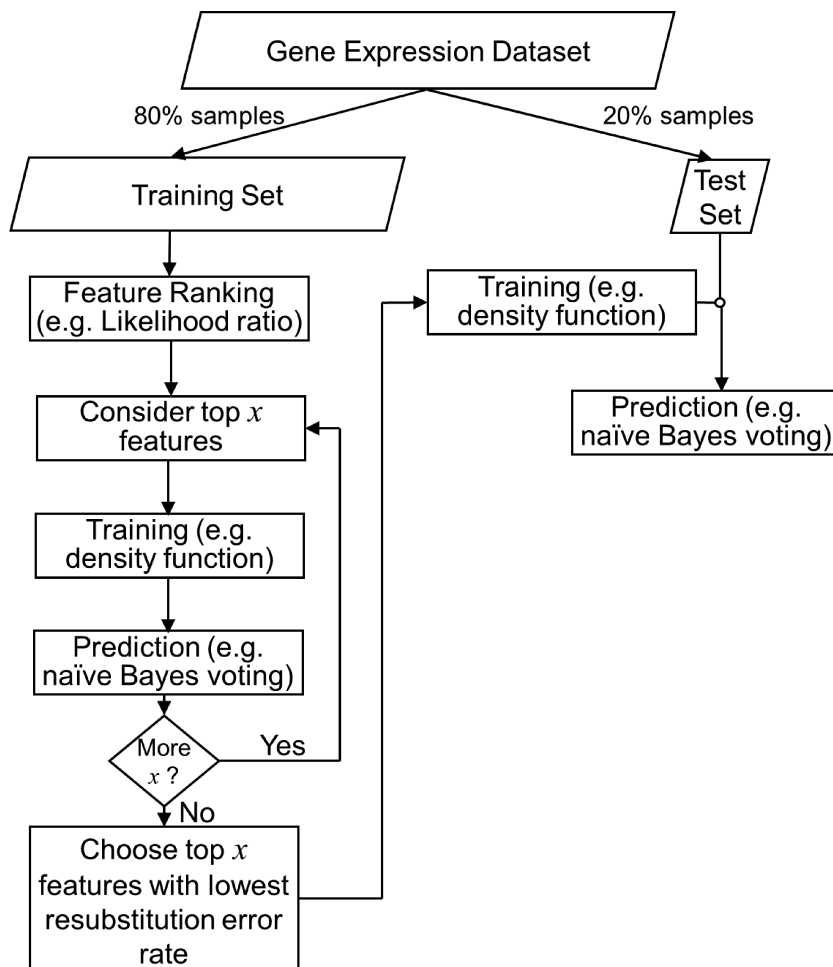 Gene Expression Dataset
80% samples
20% samples
Training Set
Test
Set
Feature Ranking
(e.g. Likelihood ratio)
Consider top x
features
Training (e.g.
density function)
Prediction (e.g.
naïve Bayes voting)
More
x ?
Yes
No
Choose top x
features with lowest
resubstitution error
rate
Training (e.g.
density function)
Prediction (e.g.
naïve Bayes voting)